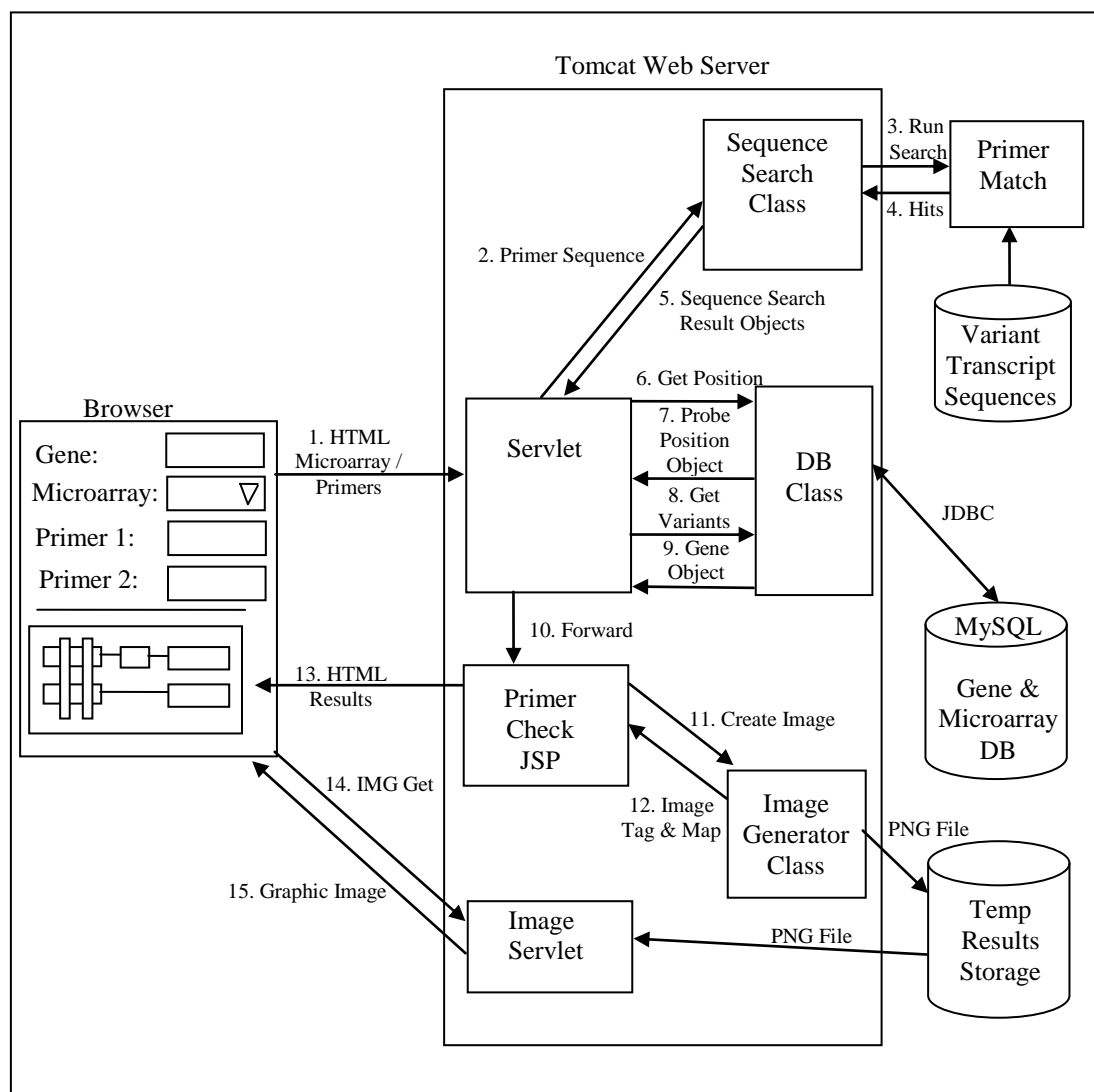 Tomcat Web Server
Sequence
Search
Class
3. Run
Search
4. Hits
Primer
Match
2. Primer Sequence
5. Sequence Search
Result Objects
Variant
Transcript
Sequences
Browser
Gene:
Microarray:
Primer 1:
Primer 2:
1. HTML
Microarray /
Primers
Servlet
6. Get Position
7. Probe
Position
Object
8. Get
Variants
9. Gene
Object
DB
Class
JDBC
MySQL
Gene &
Microarray
DB
10. Forward
13. HTML
Results
Primer
Check
JSP
11. Create Image
12. Image
Tag & Map
Image
Generator
Class
PNG File
14. IMG Get
15. Graphic Image
Image
Servlet
PNG File
Temp
Results
Storage